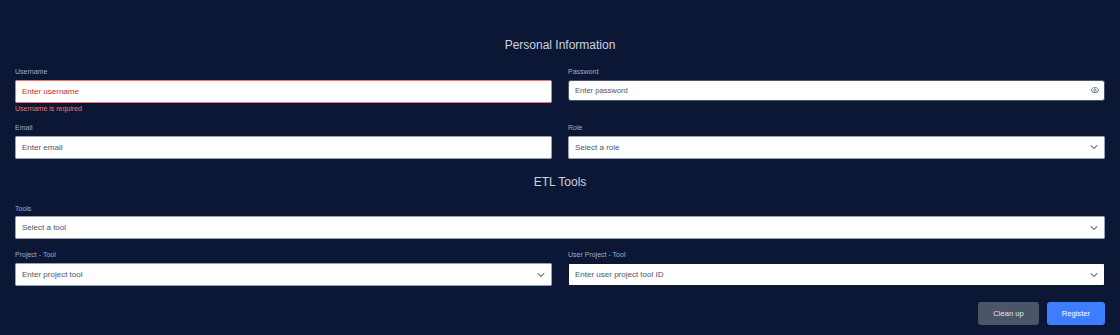 Personal Information
Username
Password
Enter username
Enter password
Username is required
Email
Role
Enter email
Select a role
ETL Tools
Tools
Select a tool
Project - Tool
User Project - Tool
Enter project tool
Enter user project tool ID
Clean up
Register